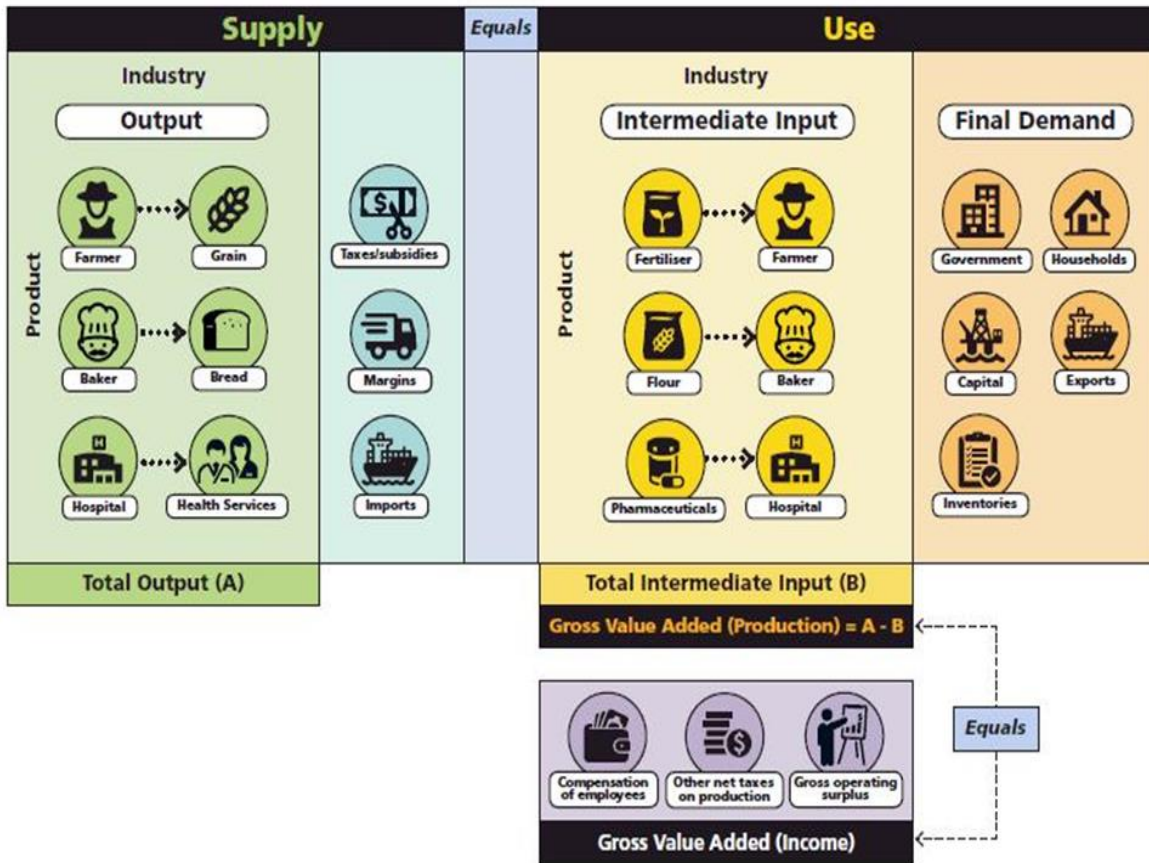 Supply
Equals
Use
Industry
Output
Product
Farmer
Grain
Baker
Bread
Hospital
Health Services
Total Output (A)
Taxes/subsidies
Margins
Imports
Industry
Intermediate Input
Product
Fertiliser
Farmer
Flour
Baker
Pharmaceuticals
Hospital
Total Intermediate Input (B)
Gross Value Added (Production) = A - B
Final Demand
Government
Households
Capital
Exports
Inventories
Equals
Compensation
of employees
Other net taxes
on production
Gross operating
surplus
Gross Value Added (Income)